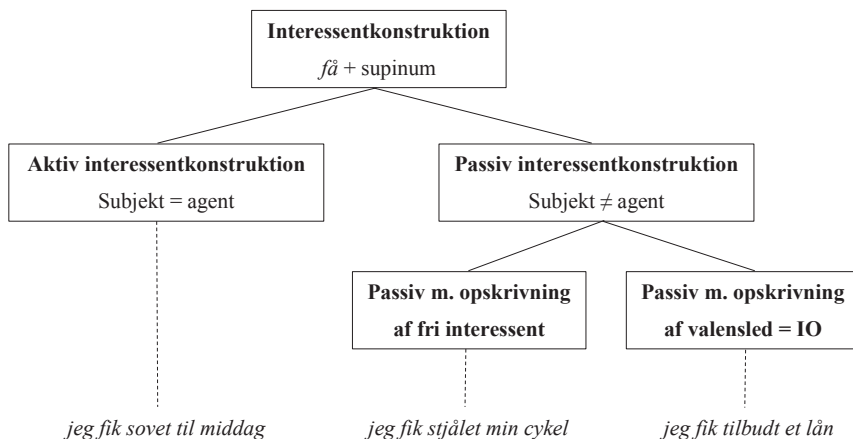 Interessentkonstruktion
få + supinum
Aktiv interessentkonstruktion
Subjekt = agent
Passiv interessentkonstruktion
Subjekt ≠ agent
Passiv m. opskrivning
af fri interessent
Passiv m. opskrivning
af valensled = IO
jeg fik sovet til middag
jeg fik stjålet min cykel
jeg fik tilbudt et lån